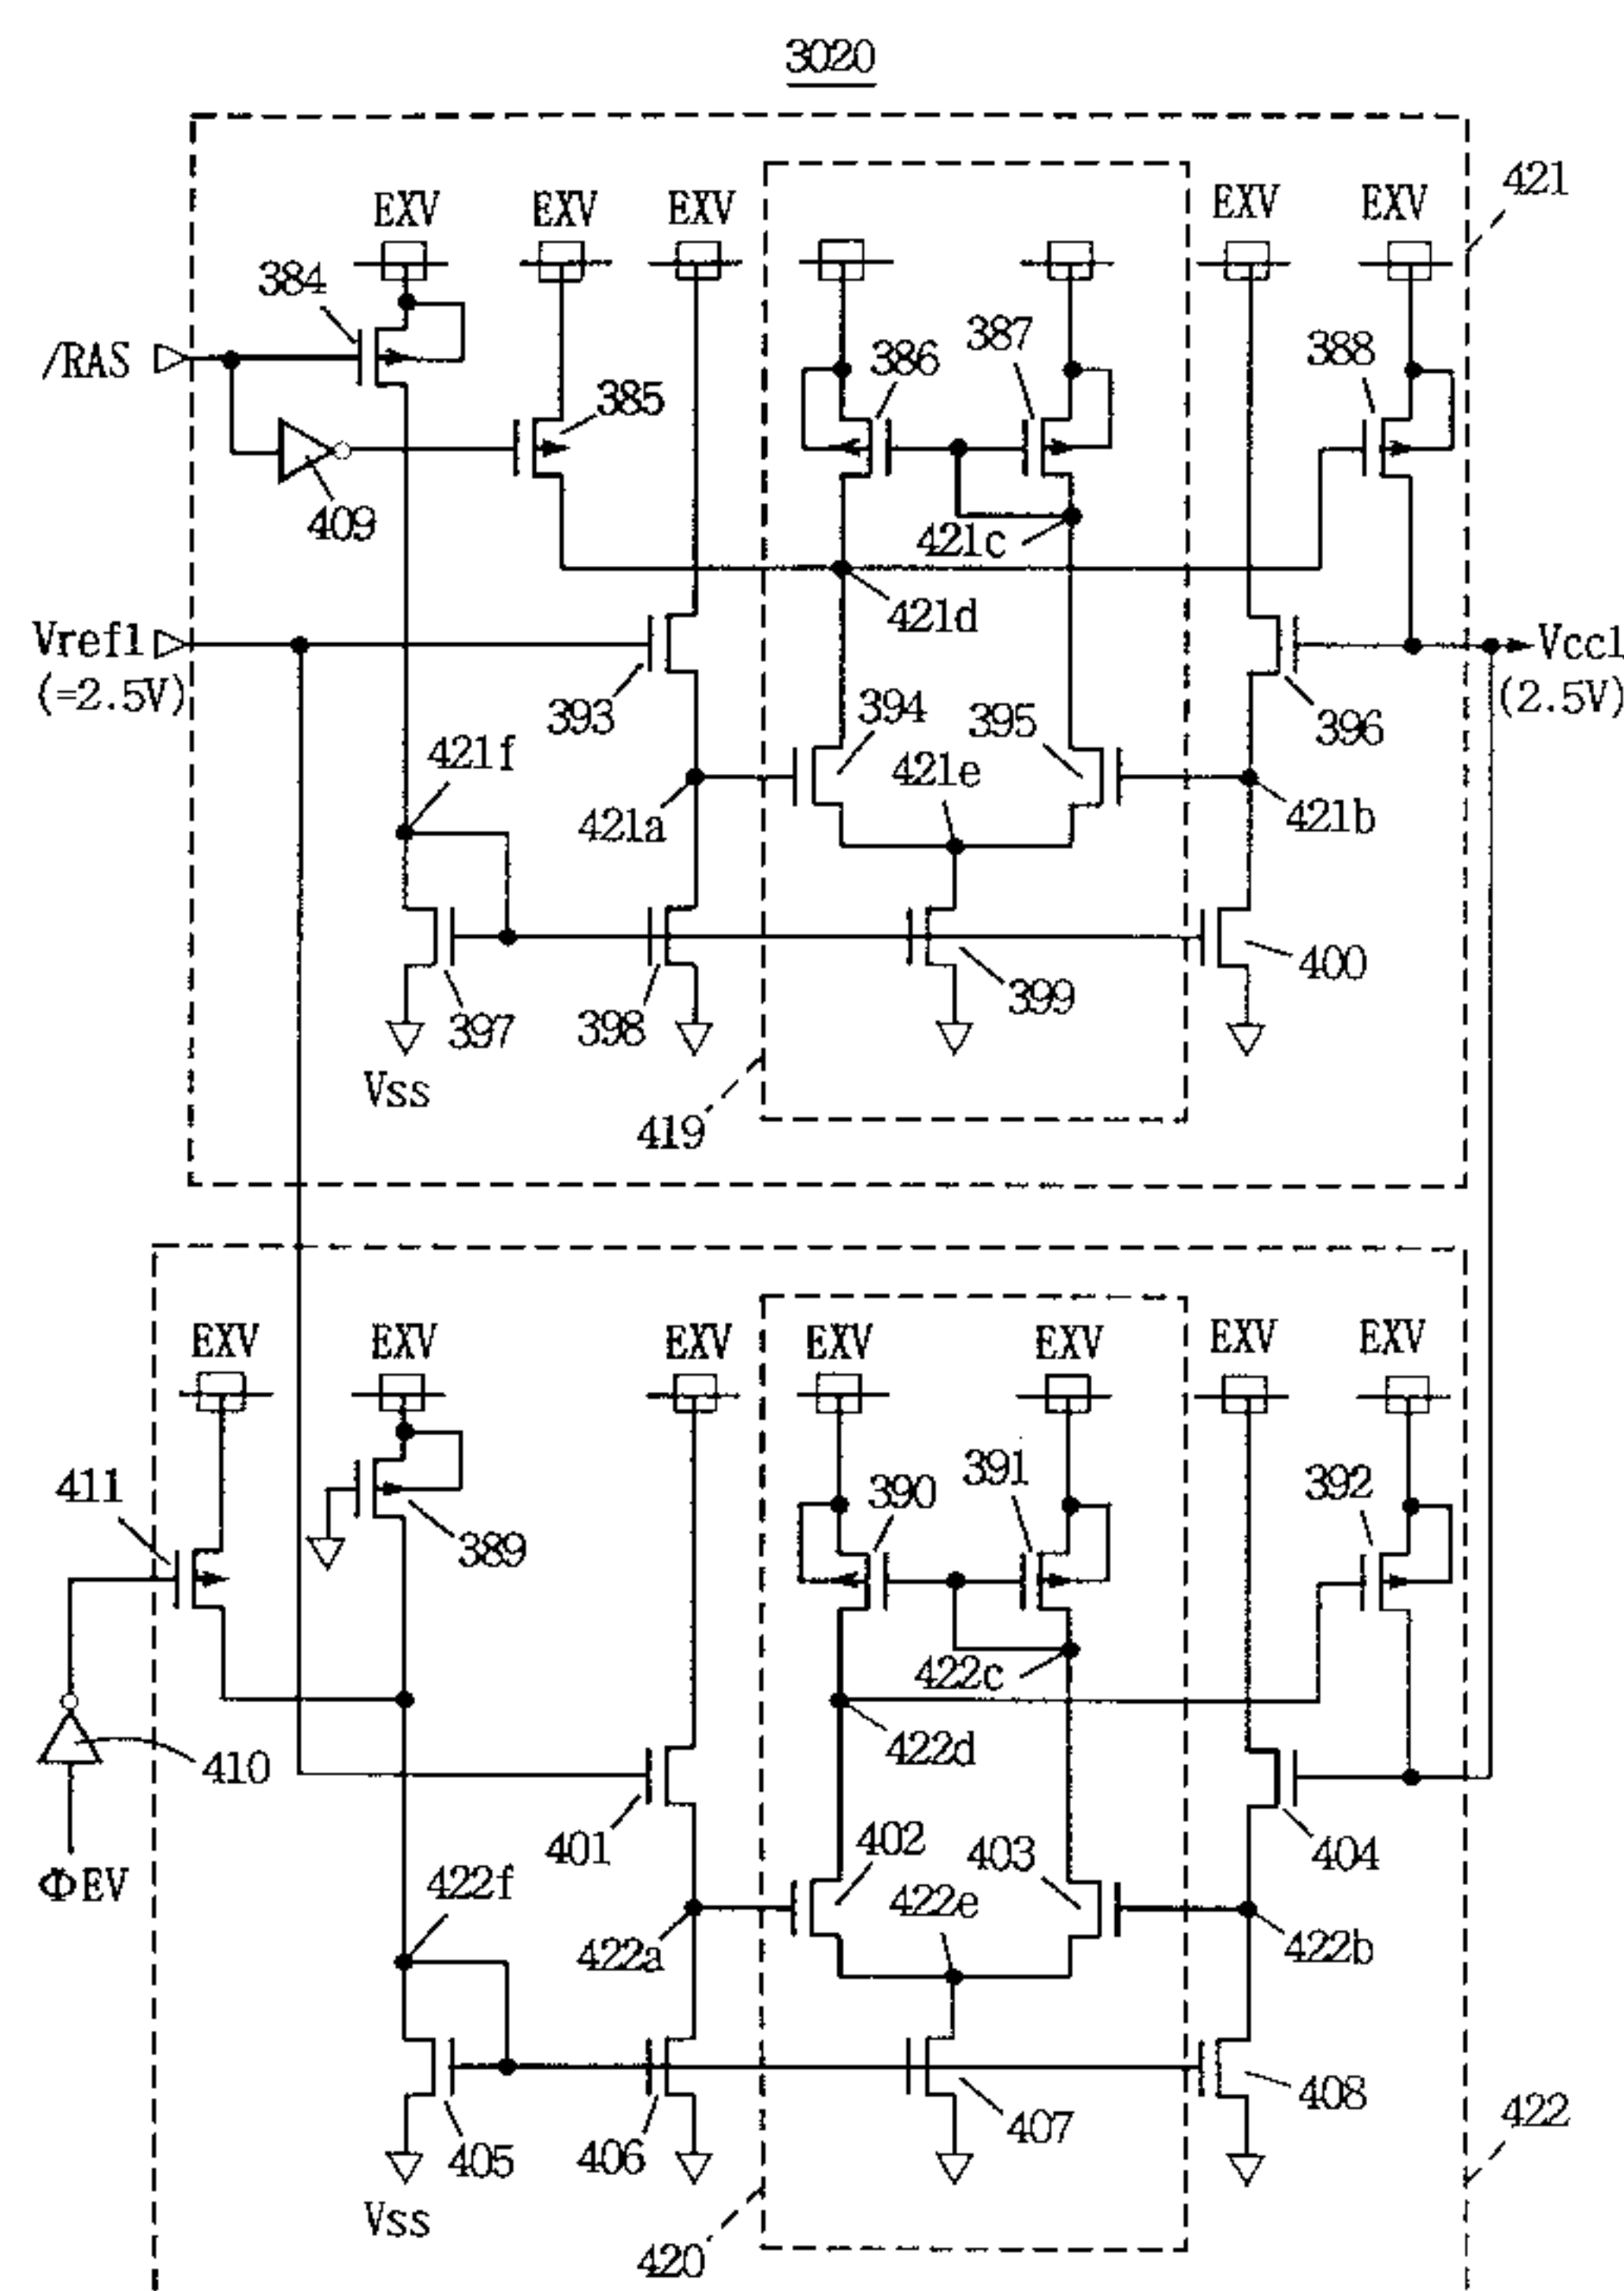 3020
421
EXV EXV EXV EXV EXV
384
/RAS
386 387 388
385
409
421c
421d
Vref1 Vcc1
(=2.5V) (2.5V)
393 394 395 396
421f 421e
421a 421b
397 398 399 400
Vss
419
EXV EXV EXV EXV EXV EXV EXV
411 390 391 392
389
422c
422d
410
401 402 403 404
ΦEV
422f 422e
422a 422b
405 406 407 408
422
Vss
420